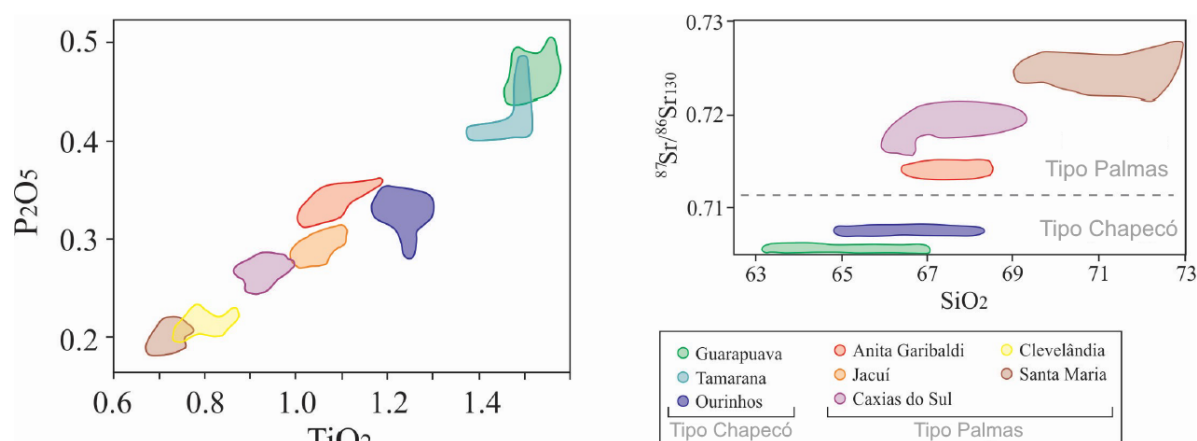 P2O5
0.5
0.4
0.3
0.2
0.6
0.8
1.0
1.2
1.4
TiO2
87Sr/86Sr130
0.73
0.72
0.71
Tipo Palmas
Tipo Chapecó
63
65
67
69
71
73
SiO2
Guarapuava
Tamarana
Ourinhos
Tipo Chapecó
Anita Garibaldi
Jacuí
Caxias do Sul
Clevelândia
Santa Maria
Tipo Palmas